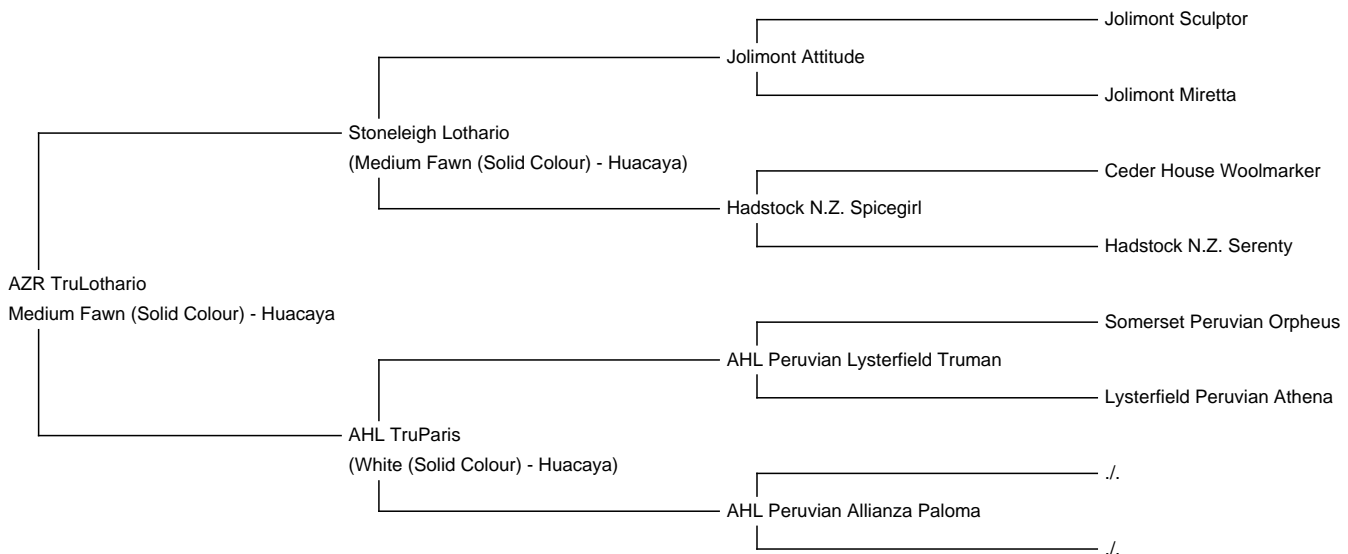 Jolimont Sculptor
Jolimont Attitude
Jolimont Miretta
Stoneleigh Lothario
(Medium Fawn (Solid Colour) - Huacaya)
Ceder House Woolmarker
Hadstock N.Z. Spicegirl
Hadstock N.Z. Serenty
AZR TruLothario
Medium Fawn (Solid Colour) - Huacaya
Somerset Peruvian Orpheus
AHL Peruvian Lysterfield Truman
Lysterfield Peruvian Athena
AHL TruParis
(White (Solid Colour) - Huacaya)
./.
AHL Peruvian Allianza Paloma
./.